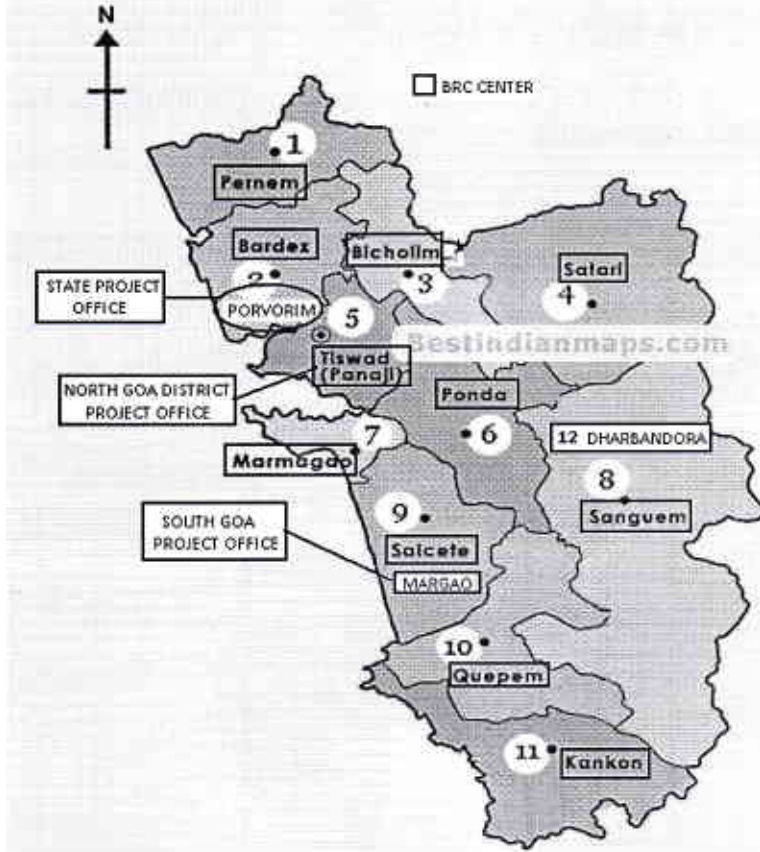 N
BRC CENTER
1
Pernem
Bardez
2
Bicholim
3
Satari
4
STATE PROJECT
OFFICE
PORVORIM
5
Bestindianmaps.com
Tiswad
(Panaji)
NORTH GOA DISTRICT
PROJECT OFFICE
Ponda
6
12 DHARBANDORA
7
Marmagao
8
Sanguem
9
SOUTH GOA
PROJECT OFFICE
Salcete
MARGAO
10
Quepem
11
Kankon